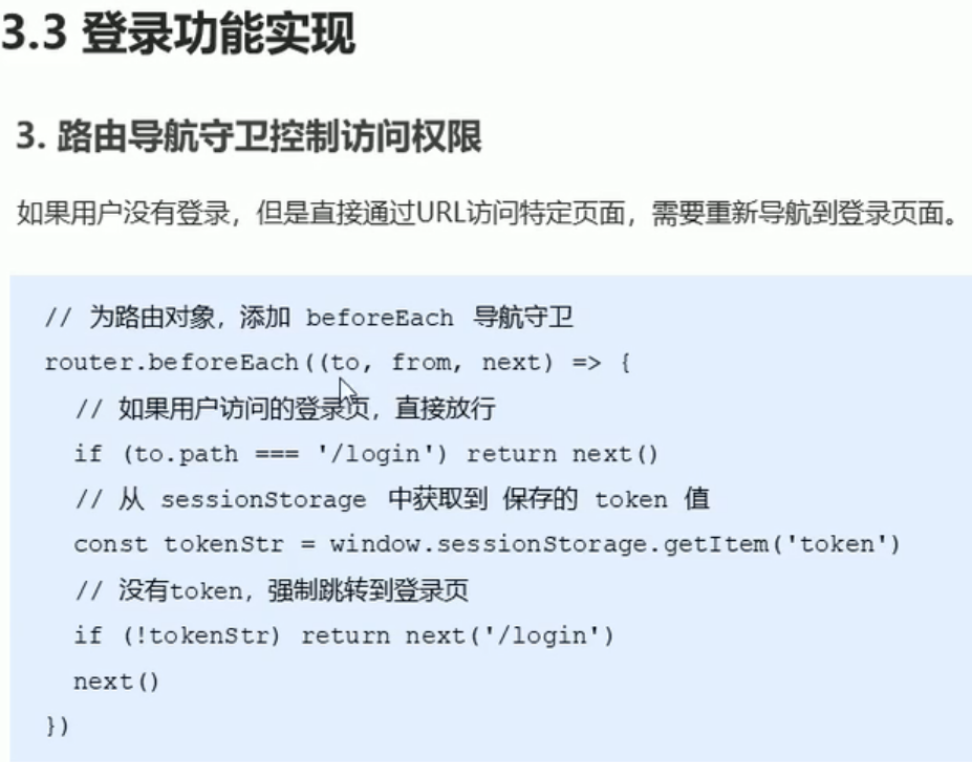 3.3 登录功能实现
3. 路由导航守卫控制访问权限
如果用户没有登录，但是直接通过URL访问特定页面，需要重新导航到登录页面。
// 为路由对象，添加 beforeEach 导航守卫
router.beforeEach((to, from, next) => {
  // 如果用户访问的登录页，直接放行
  if (to.path === '/login') return next()
  // 从 sessionStorage 中获取到 保存的 token 值
  const tokenStr = window.sessionStorage.getItem('token')
  // 没有token，强制跳转到登录页
  if (!tokenStr) return next('/login')
  next()
})